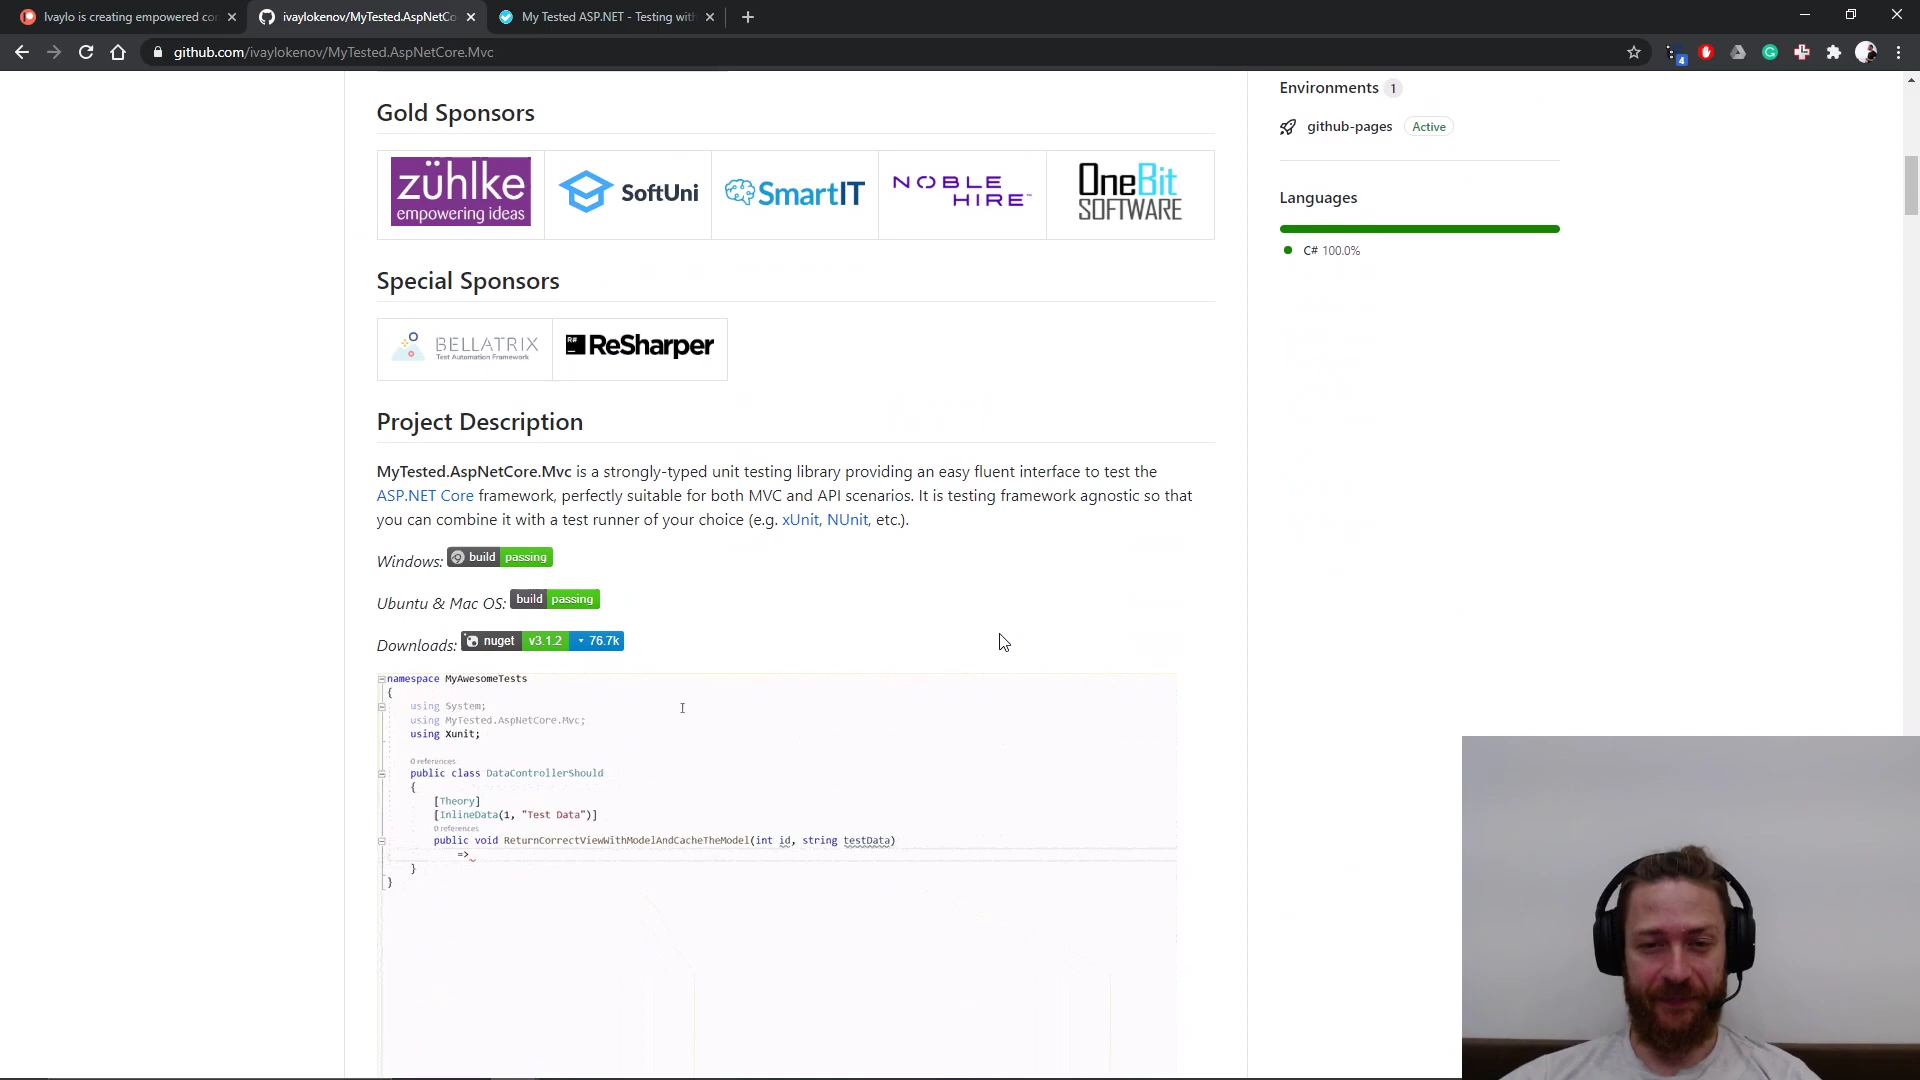 Ivaylo is creating empowered cor
ivaylokenov/MyTested.AspNetCo
My Tested ASP.NET - Testing with
github.com/ivaylokenov/MyTested.AspNetCore.Mvc
4
Gold Sponsors
zühlke
empowering ideas
SoftUni
SmartIT
NOBLE
HIRE™
OneBit
SOFTWARE
Special Sponsors
BELLATRIX
Test Automation Framework
R#
ReSharper
Project Description
MyTested.AspNetCore.Mvc is a strongly-typed unit testing library providing an easy fluent interface to test the
ASP.NET Core framework, perfectly suitable for both MVC and API scenarios. It is testing framework agnostic so that
you can combine it with a test runner of your choice (e.g. xUnit, NUnit, etc.).
Windows: build passing
Ubuntu & Mac OS: build passing
Downloads: nuget v3.1.2 76.7k
namespace MyAwesomeTests
{
using System;
using MyTested.AspNetCore.Mvc;
using Xunit;
0 references
public class DataControllerShould
{
[Theory]
[InlineData(1, "Test Data")]
0 references
public void ReturnCorrectViewWithModelAndCacheTheModel(int id, string testData)
=>
}
}
Environments 1
github-pages Active
Languages
C# 100.0%